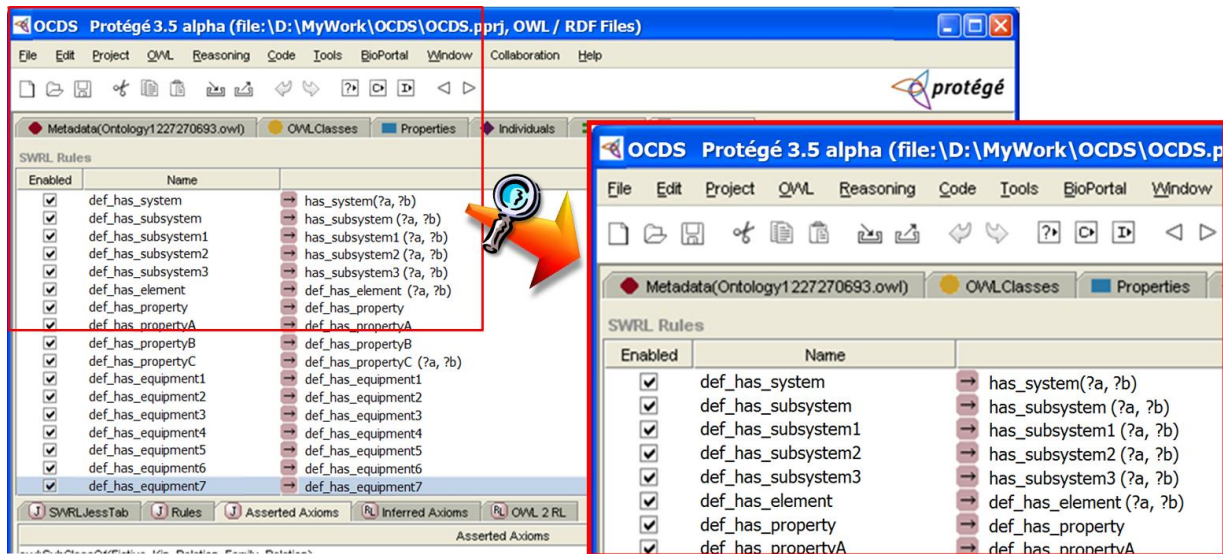 OCDS Protégé 3.5 alpha (file:\D:\MyWork\OCDS\OCDS.pprj, OWL / RDF Files)
File Edit Project OWL Reasoning Code Tools BioPortal Window Collaboration Help
protégé
Metadata(Ontology1227270693.owl) OWLClasses Properties Individuals
SWRL Rules
Enabled Name
def_has_system → has_system(?a, ?b)
def_has_subsystem → has_subsystem (?a, ?b)
def_has_subsystem1 → has_subsystem1 (?a, ?b)
def_has_subsystem2 → has_subsystem2 (?a, ?b)
def_has_subsystem3 → has_subsystem3 (?a, ?b)
def_has_element → def_has_element (?a, ?b)
def_has_property → def_has_property
def_has_propertyA → def_has_propertyA
def_has_propertyB → def_has_propertyB
def_has_propertyC → def_has_propertyC (?a, ?b)
def_has_equipment1 → def_has_equipment1
def_has_equipment2 → def_has_equipment2
def_has_equipment3 → def_has_equipment3
def_has_equipment4 → def_has_equipment4
def_has_equipment5 → def_has_equipment5
def_has_equipment6 → def_has_equipment6
def_has_equipment7 → def_has_equipment7
J SWRLJessTab J Rules J Asserted Axioms RL Inferred Axioms RL OWL 2 RL
Asserted Axioms
OCDS Protégé 3.5 alpha (file:\D:\MyWork\OCDS\OCDS.p
File Edit Project OWL Reasoning Code Tools BioPortal Window
Metadata(Ontology1227270693.owl) OWLClasses Properties
SWRL Rules
Enabled Name
def_has_system → has_system(?a, ?b)
def_has_subsystem → has_subsystem (?a, ?b)
def_has_subsystem1 → has_subsystem1 (?a, ?b)
def_has_subsystem2 → has_subsystem2 (?a, ?b)
def_has_subsystem3 → has_subsystem3 (?a, ?b)
def_has_element → def_has_element (?a, ?b)
def_has_property → def_has_property
def_has_propertyA → def_has_propertyA